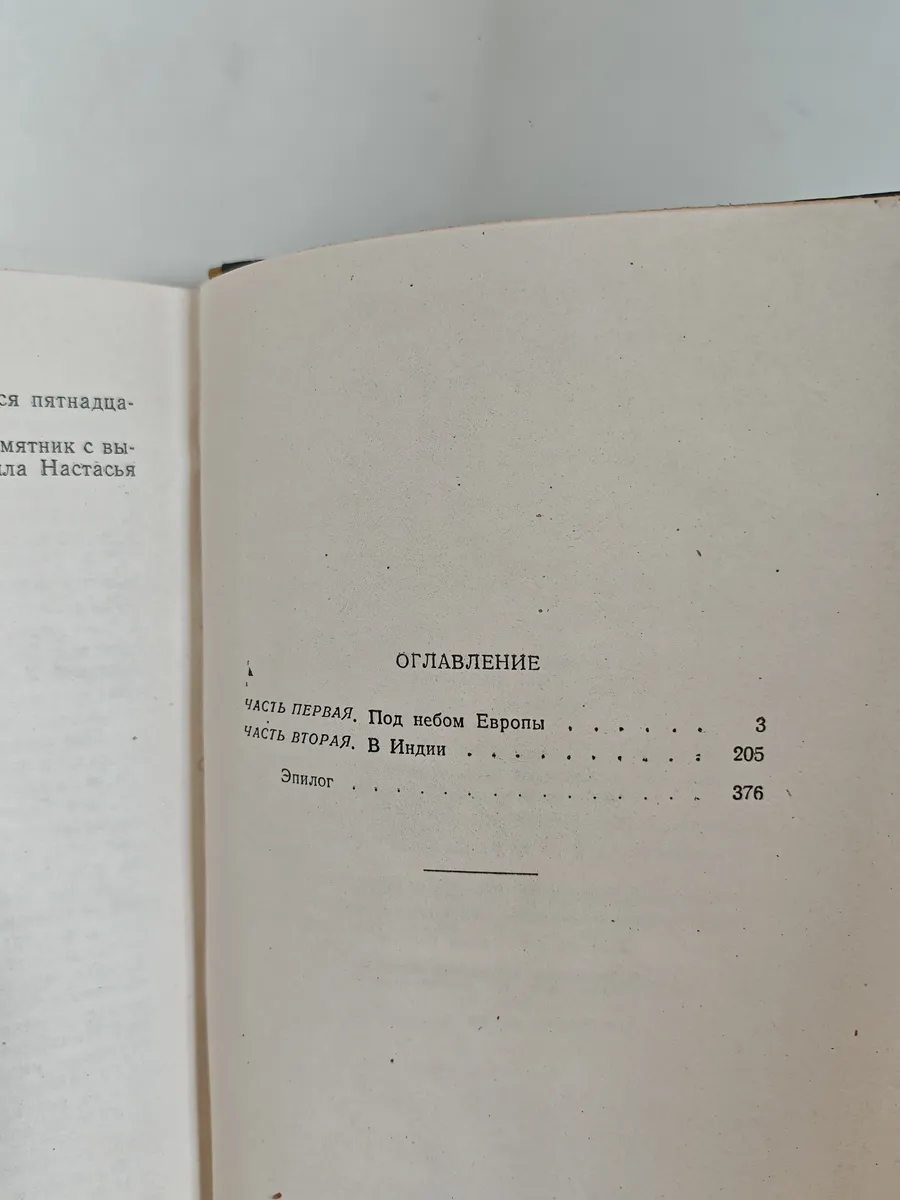 ся пятнадца-
мятник с вы-
ла Настасья
ОГЛАВЛЕНИЕ
ЧАСТЬ ПЕРВАЯ. Под небом Европы . . . . . . 3
ЧАСТЬ ВТОРАЯ. В Индии . . . . . . . . . . 205
Эпилог . . . . . . . . . . . . . . . . 376